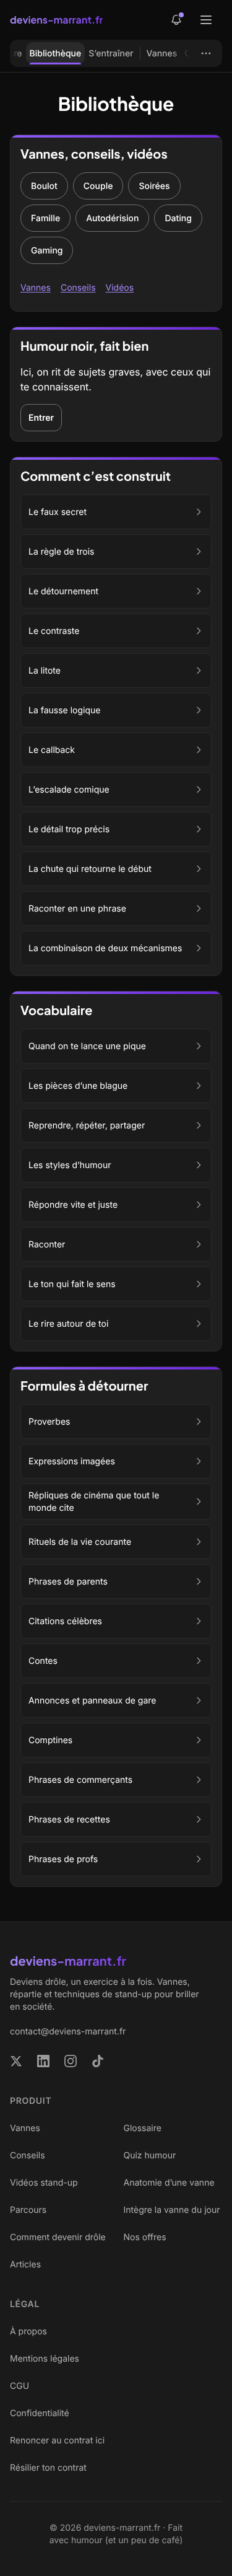 deviens-marrant.fr
Bibliothèque S'entraîner Vannes
Bibliothèque
Vannes, conseils, vidéos
Boulot Couple Soirées
Famille Autodérision Dating
Gaming
Vannes Conseils Vidéos
Humour noir, fait bien
Ici, on rit de sujets graves, avec ceux qui
te connaissent.
Entrer
Comment c’est construit
Le faux secret
La règle de trois
Le détournement
Le contraste
La litote
La fausse logique
Le callback
L’escalade comique
Le détail trop précis
La chute qui retourne le début
Raconter en une phrase
La combinaison de deux mécanismes
Vocabulaire
Quand on te lance une pique
Les pièces d’une blague
Reprendre, répéter, partager
Les styles d’humour
Répondre vite et juste
Raconter
Le ton qui fait le sens
Le rire autour de toi
Formules à détourner
Proverbes
Expressions imagées
Répliques de cinéma que tout le
monde cite
Rituels de la vie courante
Phrases de parents
Citations célèbres
Contes
Annonces et panneaux de gare
Comptines
Phrases de commerçants
Phrases de recettes
Phrases de profs
deviens-marrant.fr
Deviens drôle, un exercice à la fois. Vannes,
répartie et techniques de stand-up pour briller
en société.
contact@deviens-marrant.fr
PRODUIT
Vannes Glossaire
Conseils Quiz humour
Vidéos stand-up Anatomie d’une vanne
Parcours Intègre la vanne du jour
Comment devenir drôle Nos offres
Articles
LÉGAL
À propos
Mentions légales
CGU
Confidentialité
Renoncer au contrat ici
Résilier ton contrat
© 2026 deviens-marrant.fr · Fait
avec humour (et un peu de café)